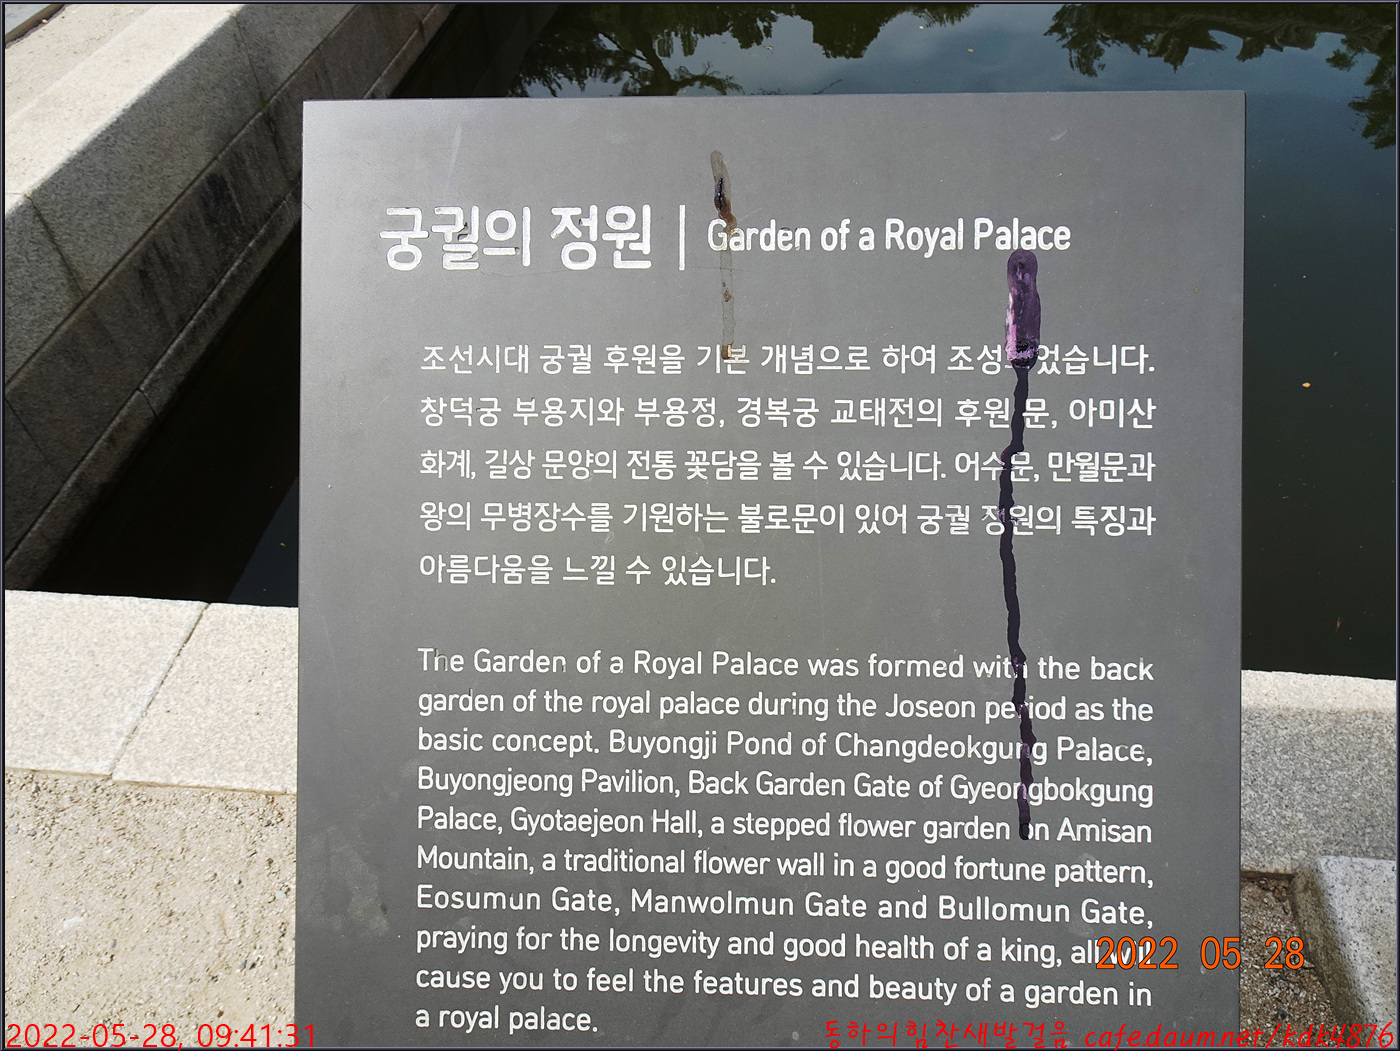 궁궐의 정원 | Garden of a Royal Palace
조선시대 궁궐 후원을 기본 개념으로 하여 조성되었습니다.
창덕궁 부용지와 부용정, 경복궁 교태전의 후원 문, 아미산
화계, 길상 문양의 전통 꽃담을 볼 수 있습니다. 어수문, 만월문과
왕의 무병장수를 기원하는 불로문이 있어 궁궐 정원의 특징과
아름다움을 느낄 수 있습니다.
The Garden of a Royal Palace was formed with the back
garden of the royal palace during the Joseon period as the
basic concept. Buyongji Pond of Changdeokgung Palace,
Buyongjeong Pavilion, Back Garden Gate of Gyeongbokgung
Palace, Gyotaejeon Hall, a stepped flower garden on Amisan
Mountain, a traditional flower wall in a good fortune pattern,
Eosumun Gate, Manwolmun Gate and Bullomun Gate,
praying for the longevity and good health of a king, all will
cause you to feel the features and beauty of a garden in
a royal palace.
2022 05 28
2022-05-28, 09:41:31
동하의힘찬새발걸음 cafedaumnet/kdk4876